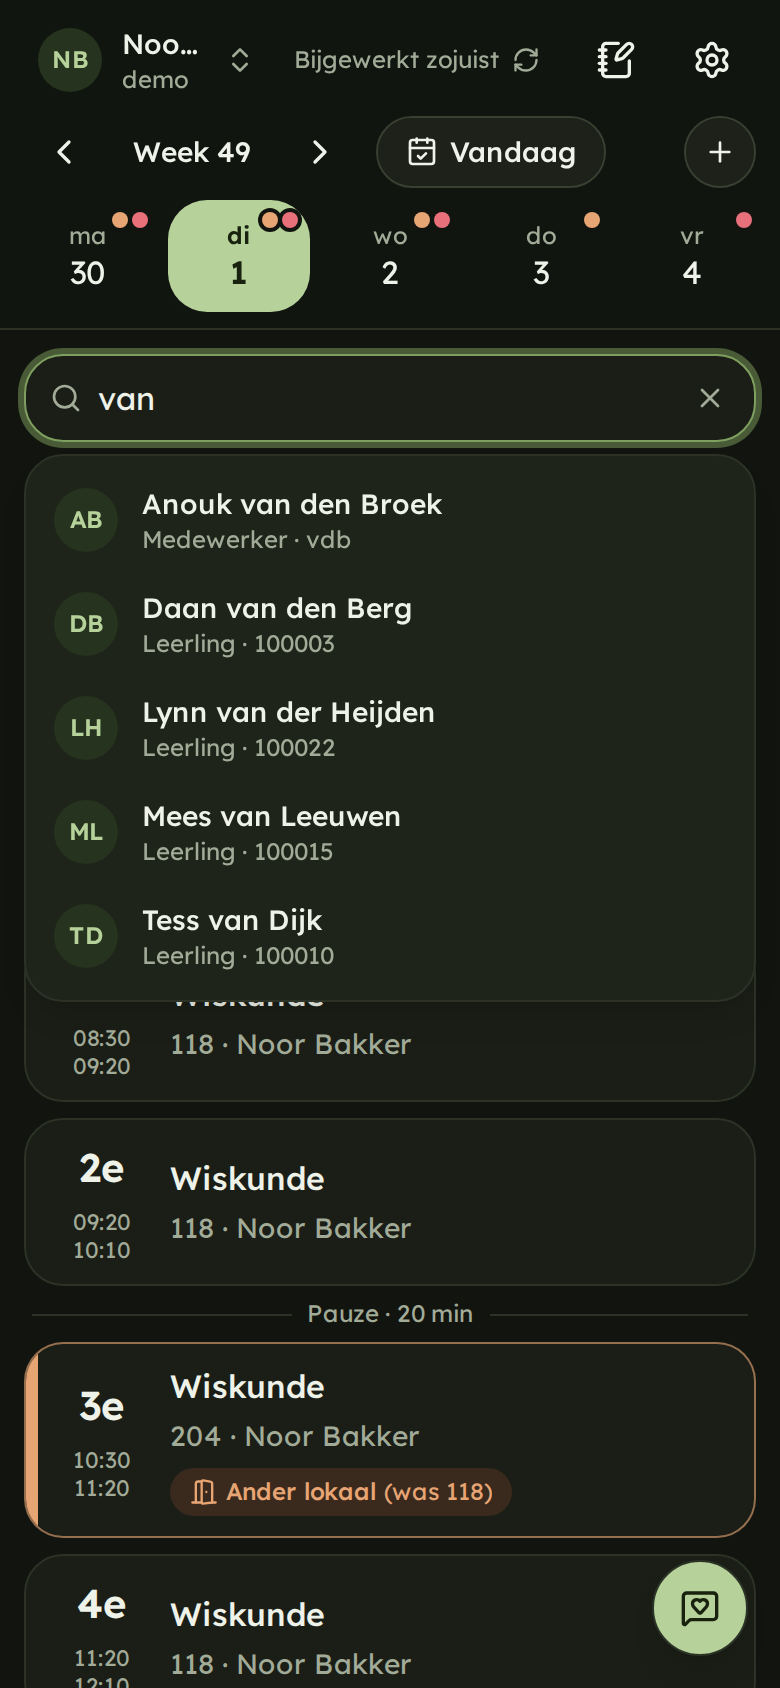 NB
Noo...
demo
Bijgewerkt zojuist
Week 49
Vandaag
ma
30
di
1
wo
2
do
3
vr
4
van
AB
Anouk van den Broek
Medewerker · vdb
DB
Daan van den Berg
Leerling · 100003
LH
Lynn van der Heijden
Leerling · 100022
ML
Mees van Leeuwen
Leerling · 100015
TD
Tess van Dijk
Leerling · 100010
Wiskunde
08:30
09:20
118 · Noor Bakker
2e
09:20
10:10
Wiskunde
118 · Noor Bakker
Pauze · 20 min
3e
10:30
11:20
Wiskunde
204 · Noor Bakker
Ander lokaal (was 118)
4e
11:20
12:10
Wiskunde
118 · Noor Bakker